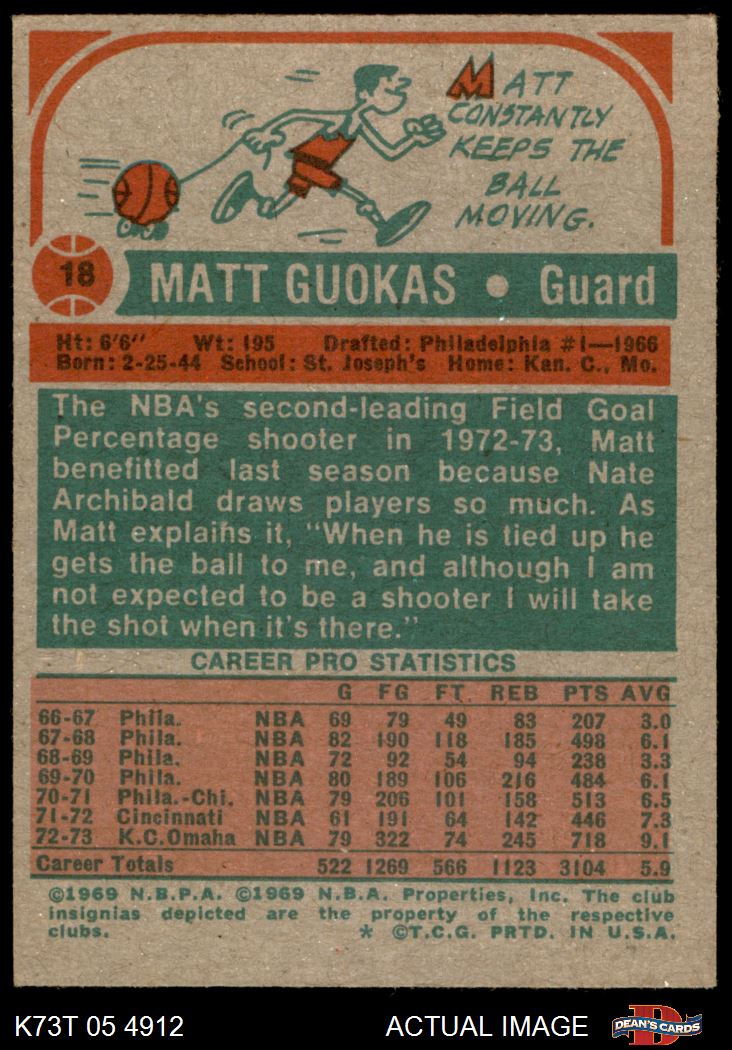 MATT
CONSTANTLY
KEEPS THE
BALL
MOVING.
18
MATT GUOKAS • Guard
Ht: 6'6" Wt: 195 Drafted: Philadelphia #1—1966
Born: 2-25-44 School: St. Joseph's Home: Kan. C., Mo.
The NBA's second-leading Field Goal
Percentage shooter in 1972-73, Matt
benefitted last season because Nate
Archibald draws players so much. As
Matt explains it, "When he is tied up he
gets the ball to me, and although I am
not expected to be a shooter I will take
the shot when it's there."
CAREER PRO STATISTICS
G FG FT. REB PTS AVG
66-67 Phila. NBA 69 79 49 83 207 3.0
67-68 Phila. NBA 82 190 118 185 498 6.1
68-69 Phila. NBA 72 92 54 94 238 3.3
69-70 Phila. NBA 80 189 106 216 484 6.1
70-71 Phila.-Chi. NBA 79 206 101 158 513 6.5
71-72 Cincinnati NBA 61 191 64 142 446 7.3
72-73 K.C.Omaha NBA 79 322 74 245 718 9.1
Career Totals 522 1269 566 1123 3104 5.9
©1969 N.B.P.A. ©1969 N.B.A. Properties, Inc. The club
insignias depicted are the property of the respective
clubs. * ©T.C.G. PRTD. IN U.S.A.
K73T 05 4912 ACTUAL IMAGE
D
DEAN'S CARDS